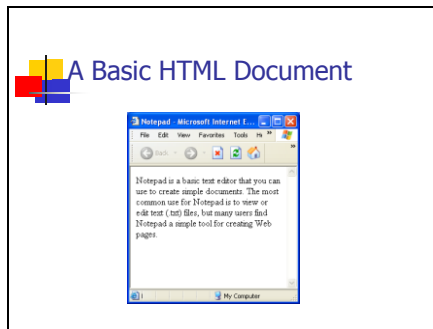 A Basic HTML Document
Notepad - Microsoft Internet E...
File Edit View Favorites Tools »
Back
»
Notepad is a basic text editor that you can
use to create simple documents. The most
common use for Notepad is to view or
edit text (.txt) files, but many users find
Notepad a simple tool for creating Web
pages.
My Computer